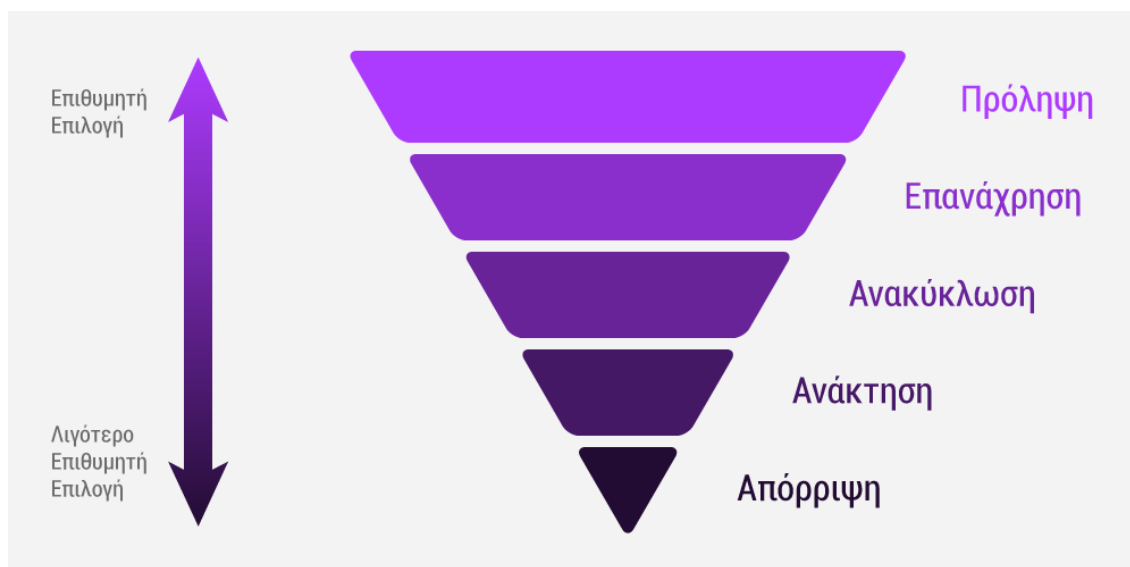 Επιθυμητή
Επιλογή
Πρόληψη
Επανάχρηση
Ανακύκλωση
Ανάκτηση
Λιγότερο
Επιθυμητή
Επιλογή
Απόρριψη